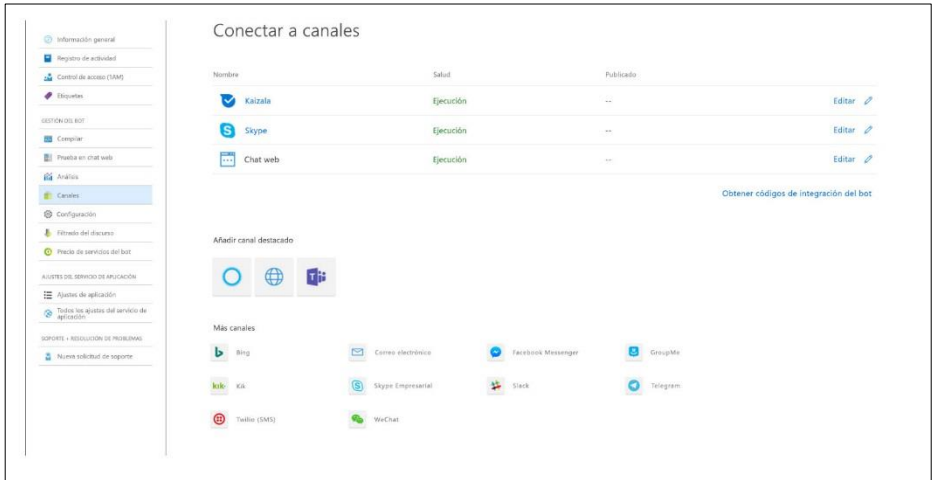 Información general
Registro de actividad
Control de acceso (IAM)
Etiquetas
GESTIÓN DEL BOT
Compilar
Prueba en chat web
Análisis
Canales
Configuración
Filtrado del discurso
Precio de servicios del bot
AJUSTES DEL SERVICIO DE APLICACIÓN
Ajustes de aplicación
Todos los ajustes del servicio de
aplicación
SOPORTE + RESOLUCIÓN DE PROBLEMAS
Nueva solicitud de soporte
Conectar a canales
Nombre Salud Publicado
Kaizala Ejecución -- Editar
Skype Ejecución -- Editar
Chat web Ejecución -- Editar
Obtener códigos de integración del bot
Añadir canal destacado
Más canales
Bing Correo electrónico Facebook Messenger GroupMe
kik Kik Skype Empresarial Slack Telegram
Twilio (SMS) WeChat